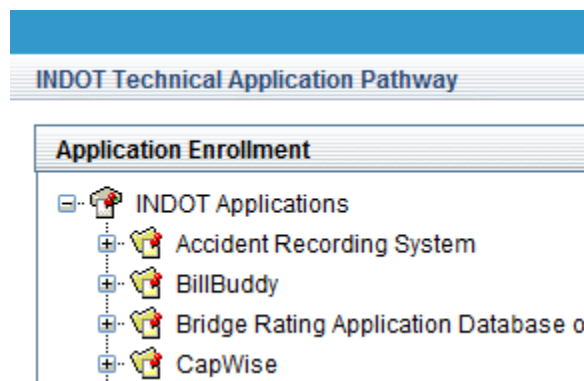 INDOT Technical Application Pathway
Application Enrollment
INDOT Applications
Accident Recording System
BillBuddy
Bridge Rating Application Database o
CapWise